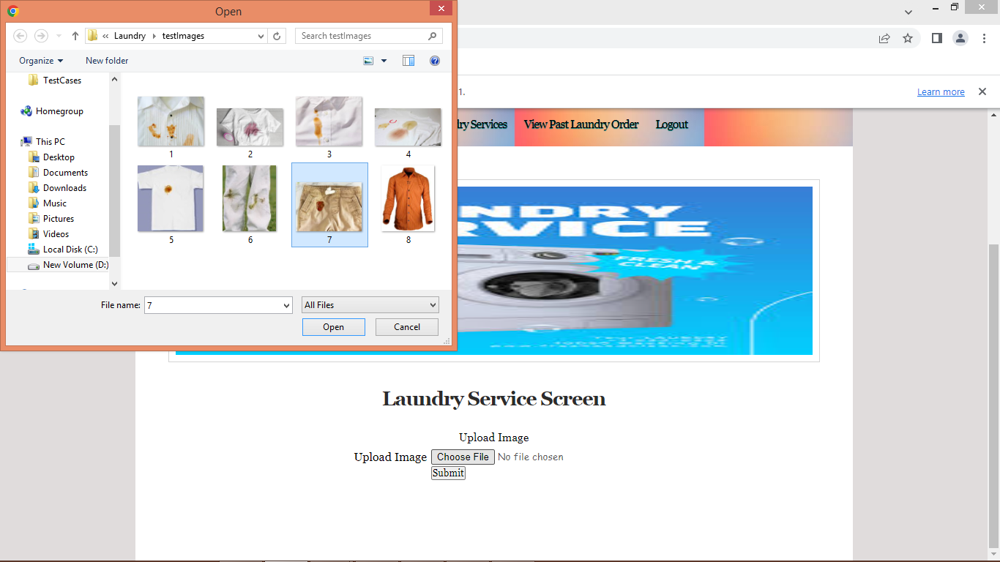 Open
Laundry
testImages
Search testImages
Organize
New folder
TestCases
Homegroup
This PC
Desktop
Documents
Downloads
Music
Pictures
Videos
Local Disk (C:)
New Volume (D:)
1
2
3
4
5
6
7
8
File name:
7
All Files
Open
Cancel
1.
Learn more
ry Services
View Past Laundry Order
Logout
NDRY
RVICE
FRESH &
CLEAN
Laundry Service Screen
Upload Image
Upload Image
Choose File
No file chosen
Submit